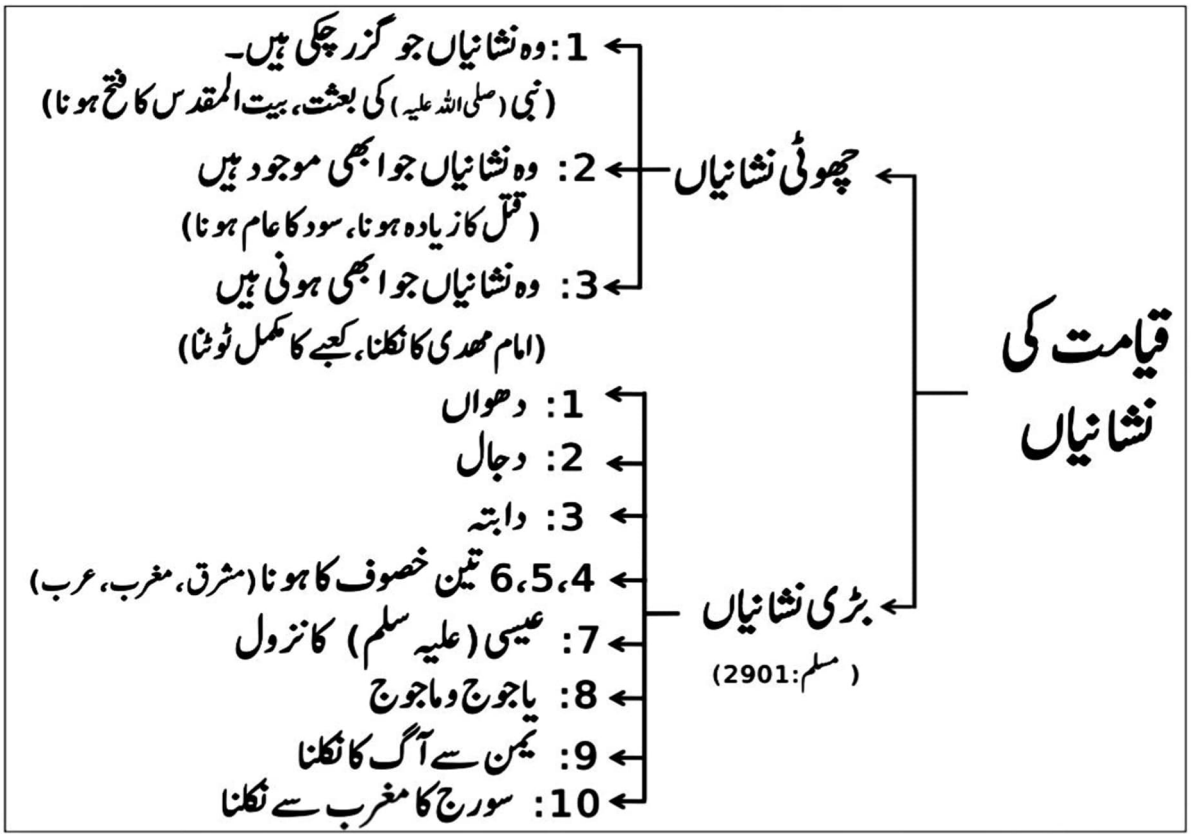 قیامت کی
نشانیاں
چھوٹی نشانیاں
1: وہ نشانیاں جو گزر چکی ہیں۔
(نبی (صلی اللہ علیہ) کی بعثت، بیت المقدس کا فتح ہونا)
2: وہ نشانیاں جو ابھی موجود ہیں
(قتل کا زیادہ ہونا، سود کا عام ہونا)
3: وہ نشانیاں جو ابھی ہونی ہیں
(امام مھدی کا نکلنا، کعبے کا مکمل ٹوٹنا)
بڑی نشانیاں
(مسلم:2901)
1: دھواں
2: دجال
3: دابتہ
4،5،6 تین خصوف کا ہونا (مشرق، مغرب، عرب)
7: عیسی (علیہ سلم) کا نزول
8: یاجوج وماجوج
9: یمن سے آگ کا نکلنا
10: سورج کا مغرب سے نکلنا